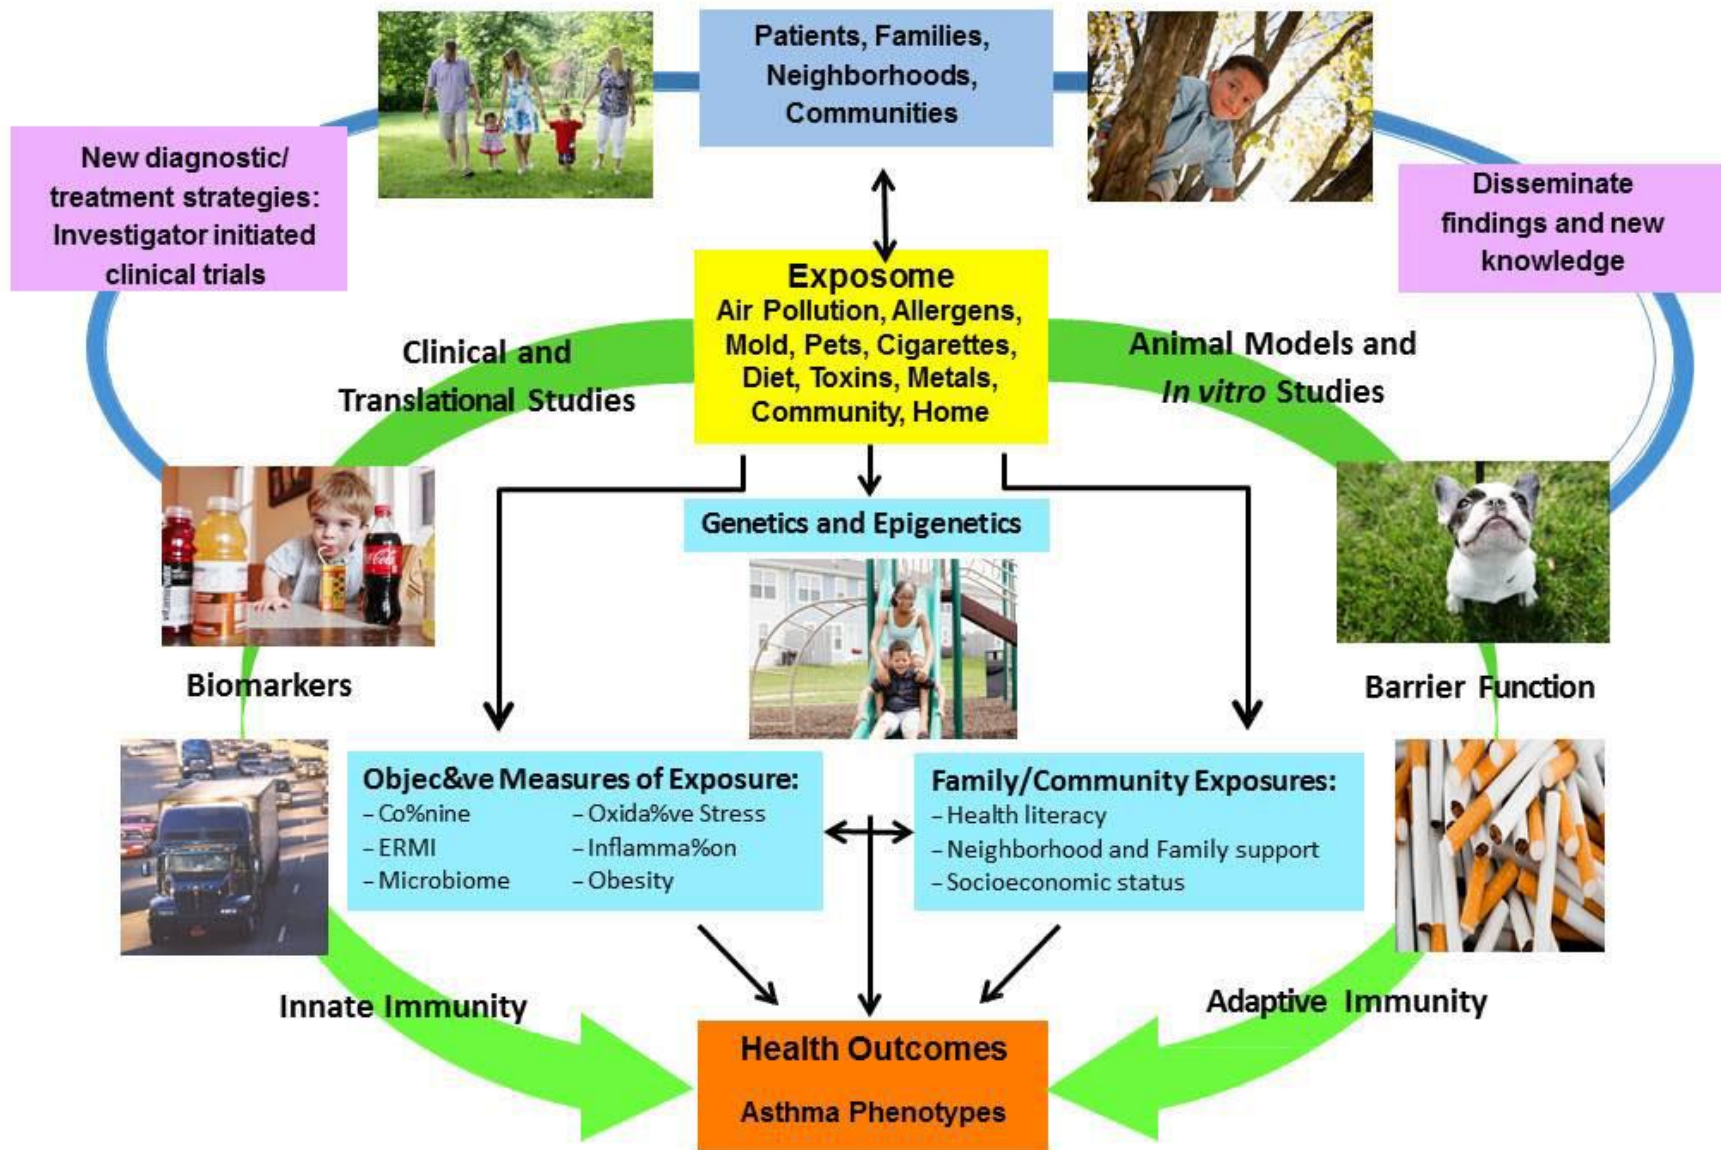 Patients, Families,
Neighborhoods,
Communities
New diagnostic/
treatment strategies:
Investigator initiated
clinical trials
Disseminate
findings and new
knowledge
Exposome
Air Pollution, Allergens,
Mold, Pets, Cigarettes,
Diet, Toxins, Metals,
Community, Home
Clinical and
Translational Studies
Animal Models and
In vitro Studies
Genetics and Epigenetics
Coca-Cola
Biomarkers
Barrier Function
Objec&ve Measures of Exposure:
– Co%nine
– ERMI
– Microbiome
– Oxida%ve Stress
– Inflamma%on
– Obesity
Family/Community Exposures:
– Health literacy
– Neighborhood and Family support
– Socioeconomic status
Innate Immunity
Adaptive Immunity
Health Outcomes
Asthma Phenotypes